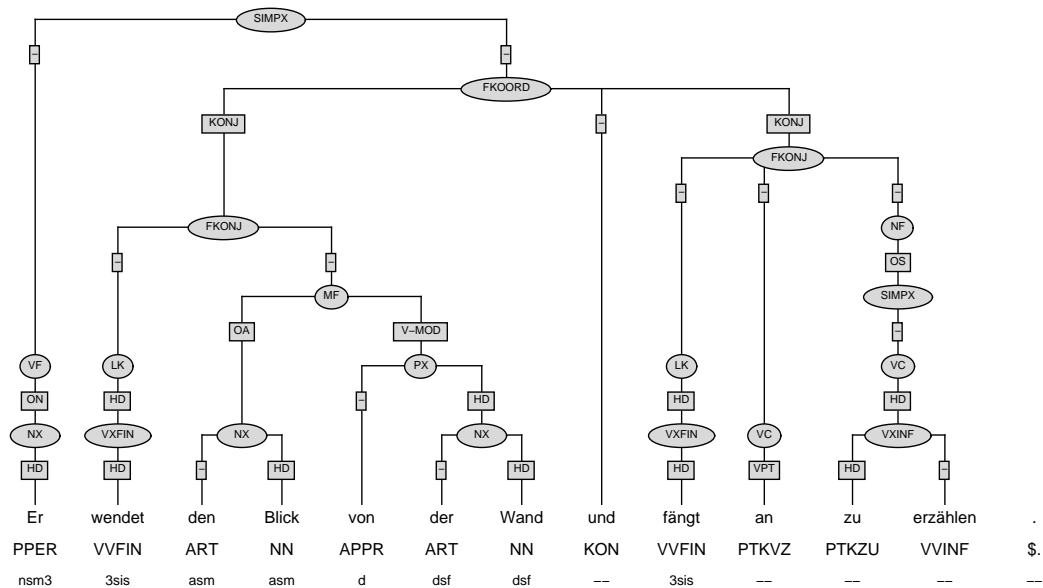 SIMPX
– –
FKOORD
KONJ – KONJ
FKONJ
– – –
FKONJ NF
– – OS
MF SIMPX
OA V–MOD –
VF LK PX LK VC
ON HD – HD HD HD
NX VXFIN NX NX VXFIN VC VXINF
HD HD – HD – HD HD VPT HD –
Er wendet den Blick von der Wand und fängt an zu erzählen .
PPER VVFIN ART NN APPR ART NN KON VVFIN PTKVZ PTKZU VVINF $.
nsm3 3sis asm asm d dsf dsf –– 3sis –– –– –– ––